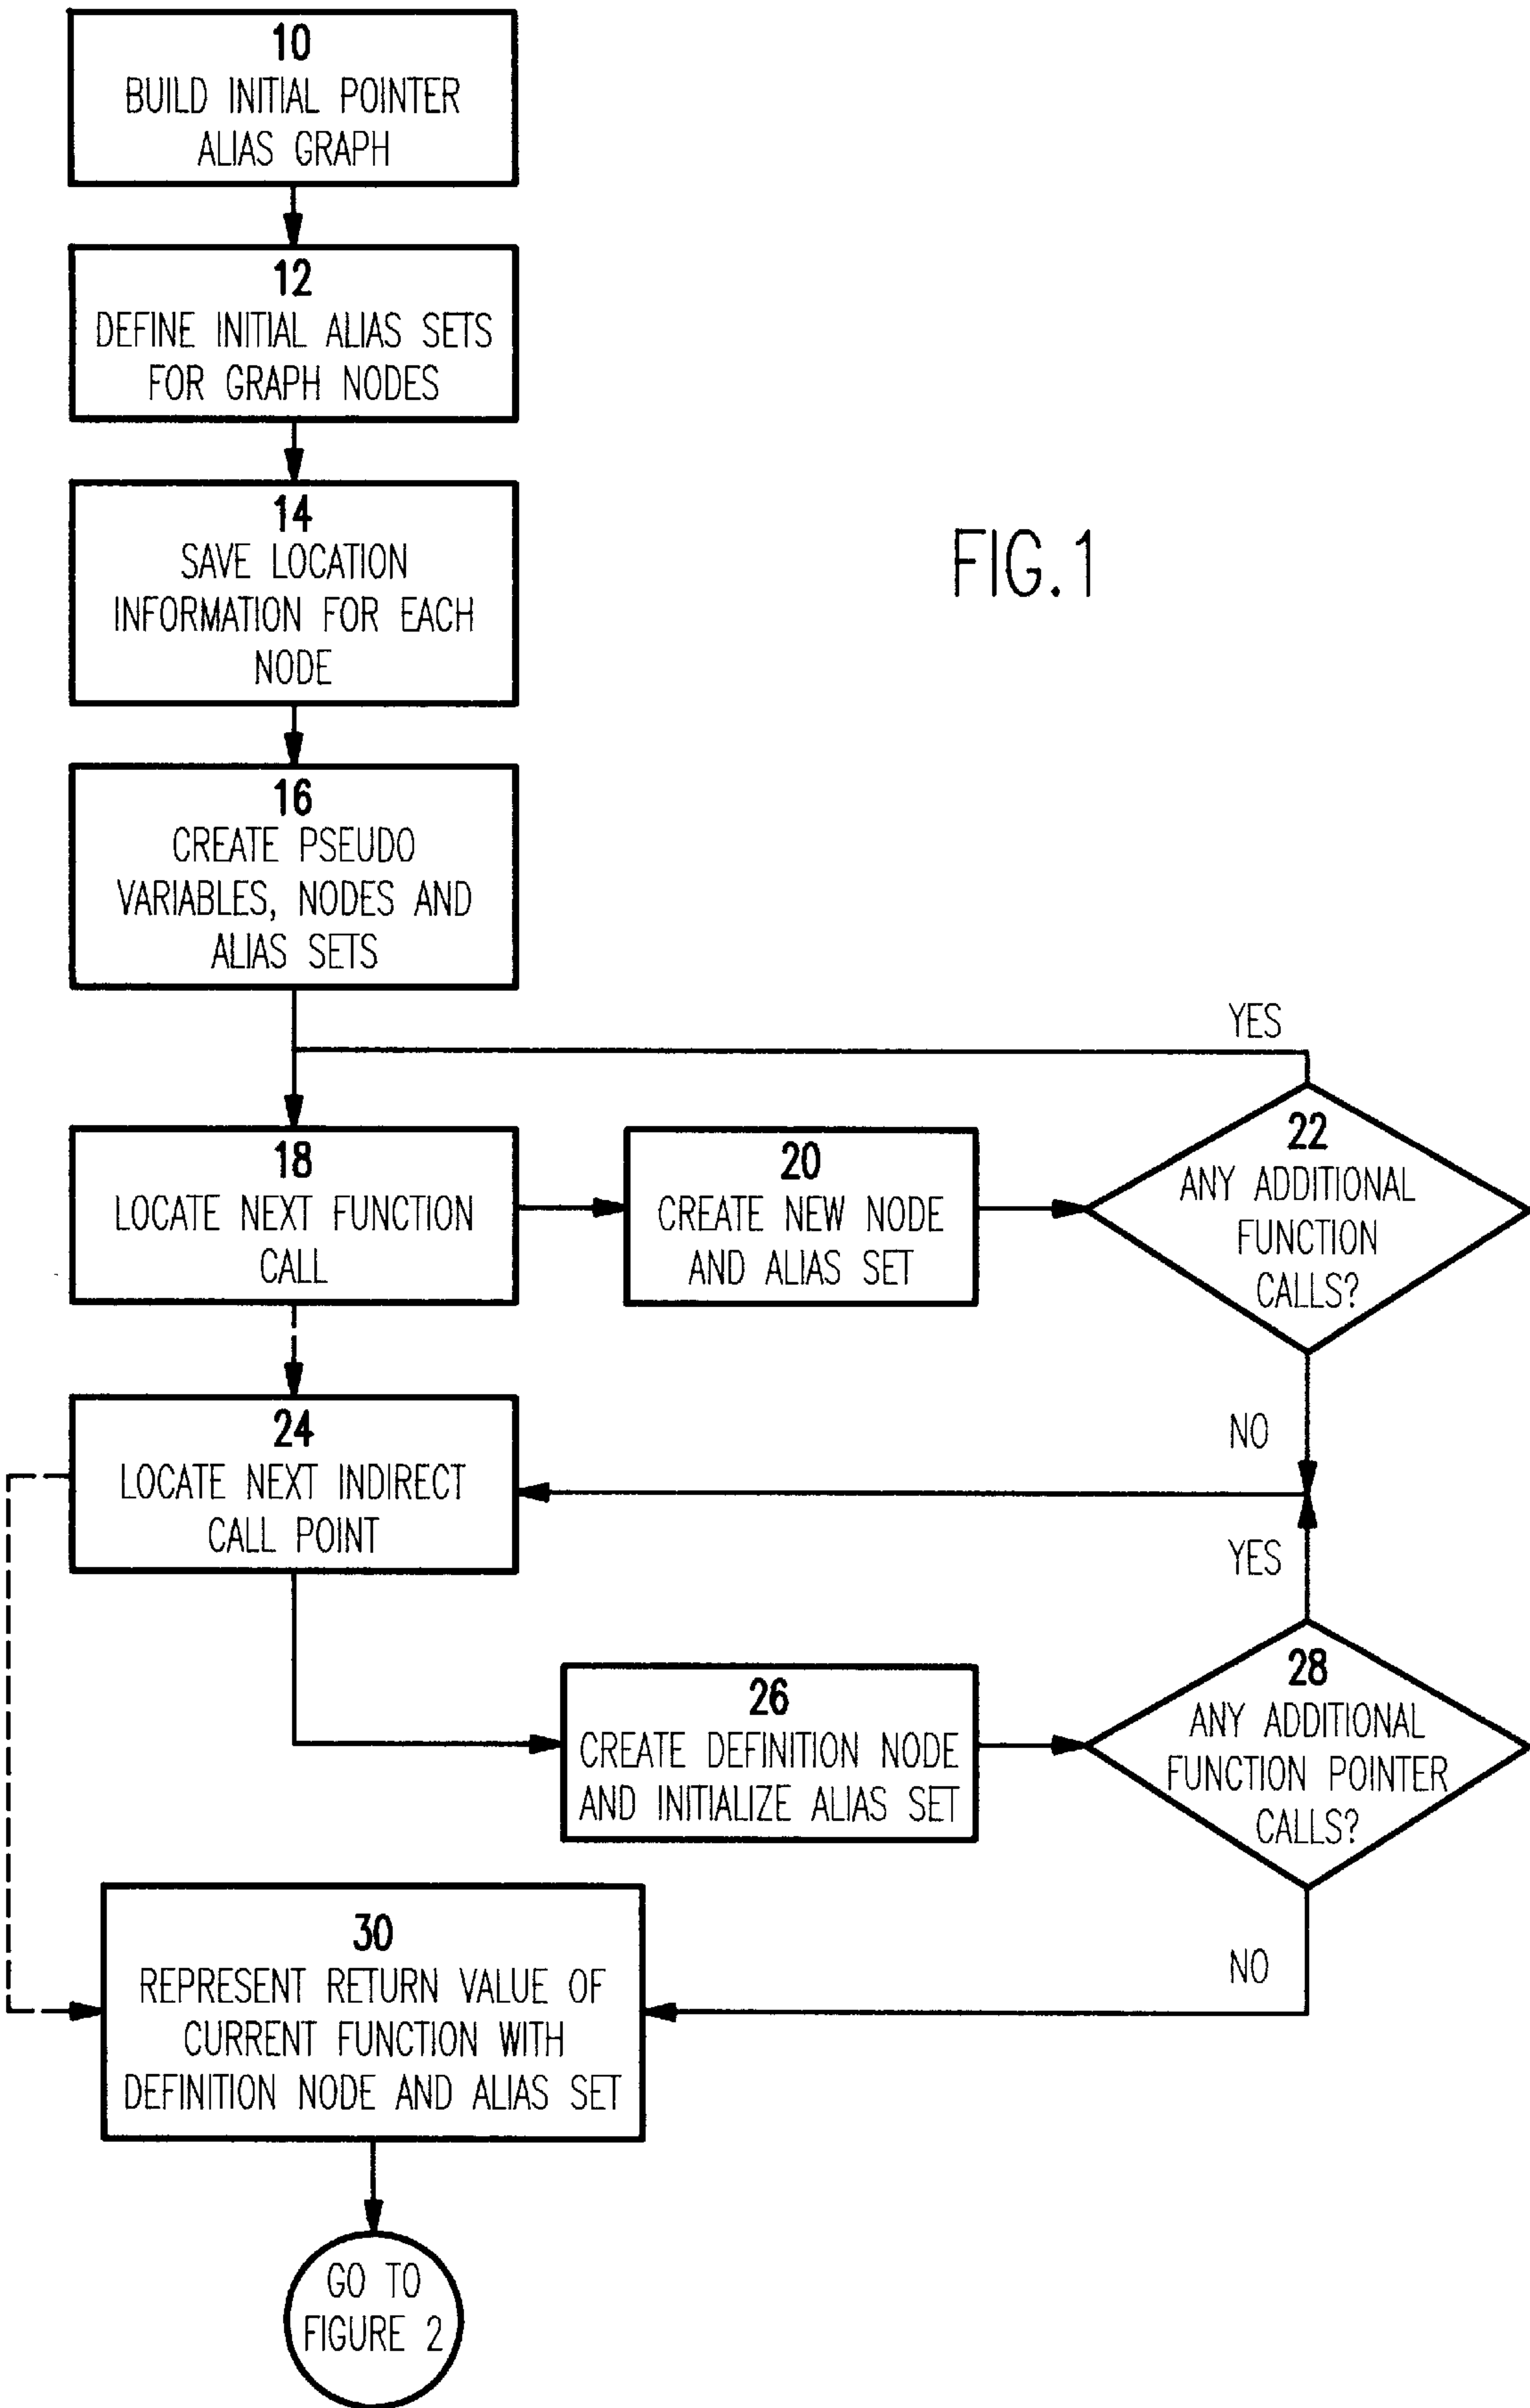 10
BUILD INITIAL POINTER
ALIAS GRAPH
12
DEFINE INITIAL ALIAS SETS
FOR GRAPH NODES
14
SAVE LOCATION
INFORMATION FOR EACH
NODE
FIG.1
16
CREATE PSEUDO
VARIABLES, NODES AND
ALIAS SETS
YES
18
LOCATE NEXT FUNCTION
CALL
20
CREATE NEW NODE
AND ALIAS SET
22
ANY ADDITIONAL
FUNCTION
CALLS?
NO
24
LOCATE NEXT INDIRECT
CALL POINT
YES
26
CREATE DEFINITION NODE
AND INITIALIZE ALIAS SET
28
ANY ADDITIONAL
FUNCTION POINTER
CALLS?
NO
30
REPRESENT RETURN VALUE OF
CURRENT FUNCTION WITH
DEFINITION NODE AND ALIAS SET
GO TO
FIGURE 2